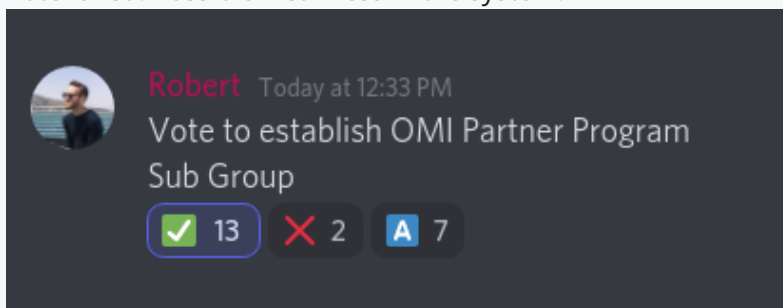 Robert Today at 12:33 PM
Vote to establish OMI Partner Program
Sub Group
✅ 13 ❌ 2 🇦 7